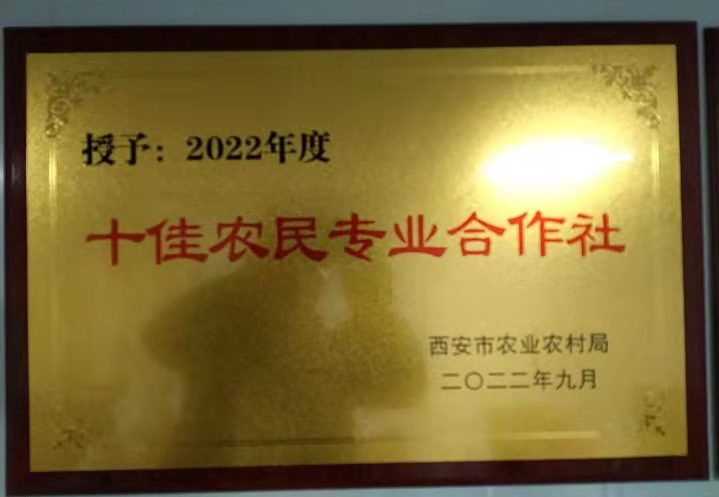 授予：2022年度
十佳农民专业合作社
西安市农业农村局
二〇二二年九月